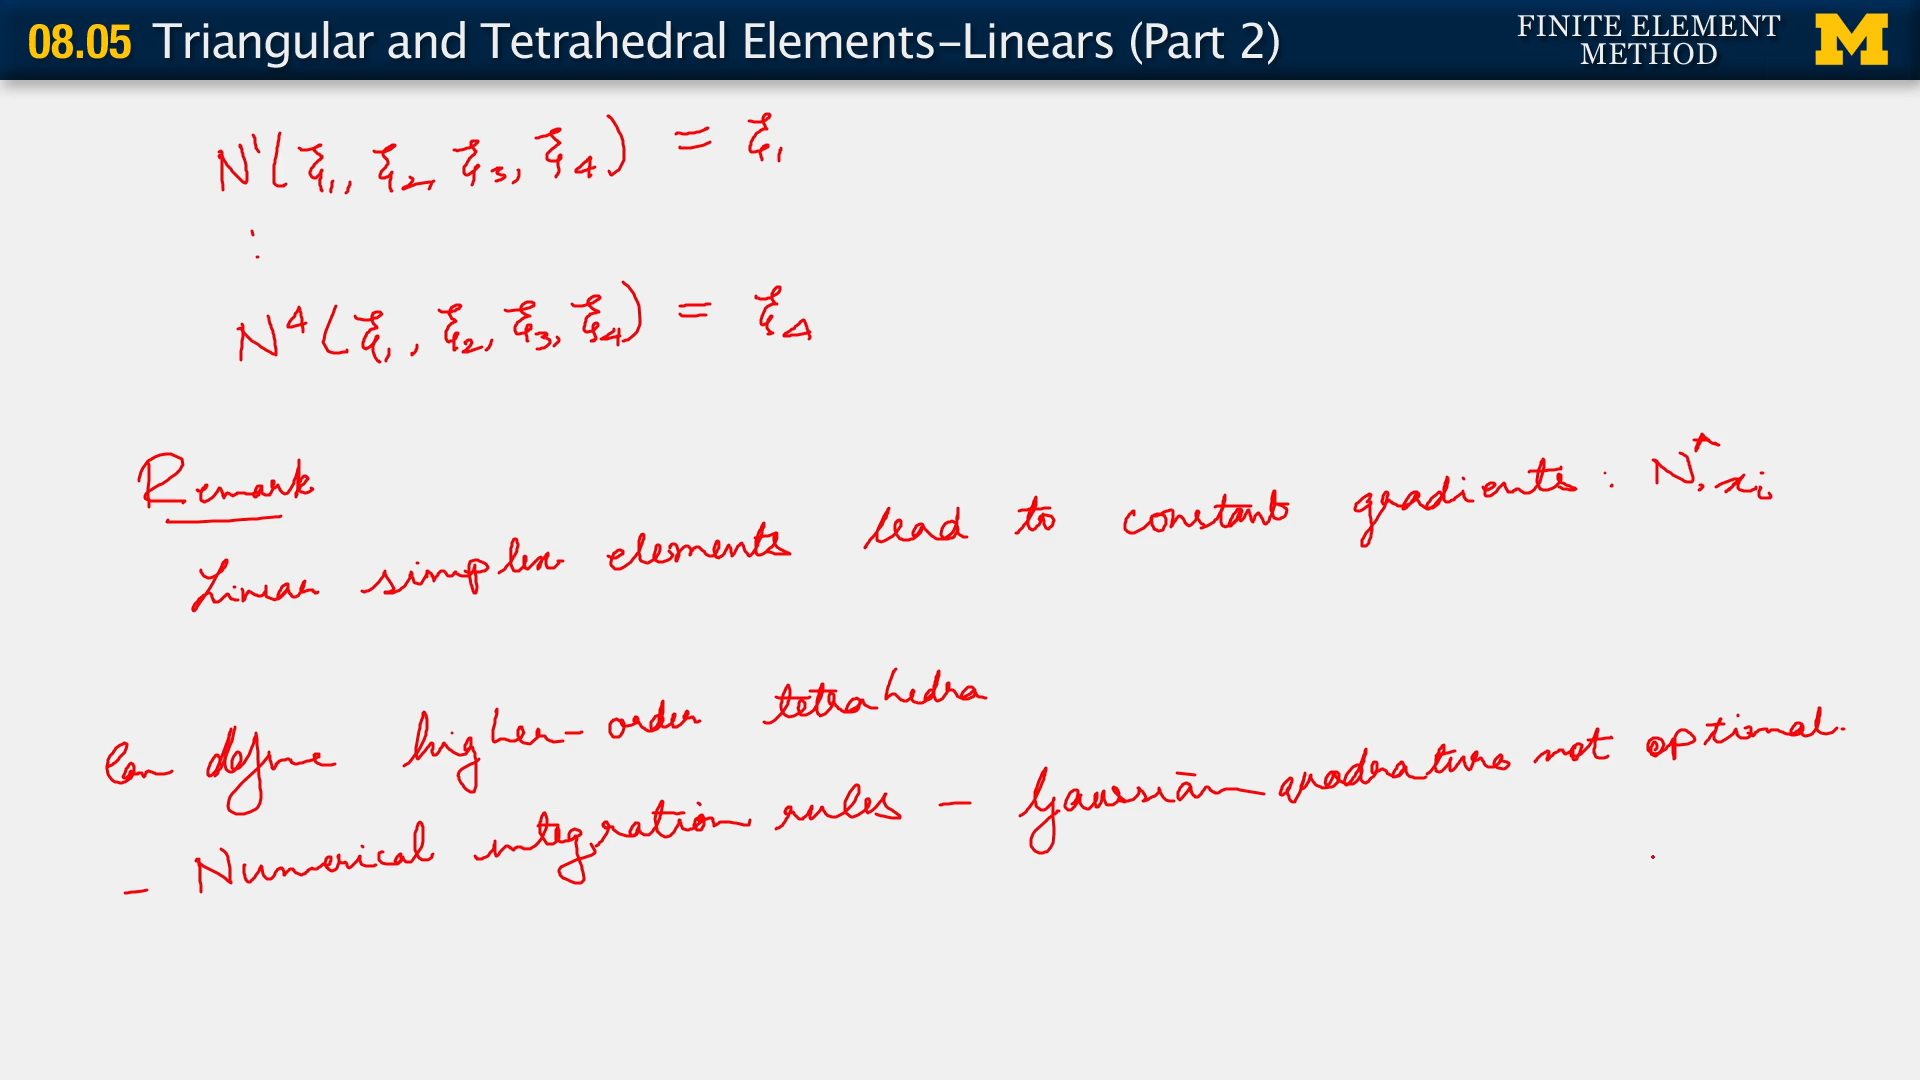 08.05 Triangular and Tetrahedral Elements–Linears (Part 2)
FINITE ELEMENT
METHOD
M
N¹(ξ₁, ξ₂, ξ₃, ξ₄) = ξ₁
⋮
N⁴(ξ₁, ξ₂, ξ₃, ξ₄) = ξ₄
Remark
Linear simplex elements lead to constant gradients : N^A,xᵢ
Can define higher-order tetrahedra
– Numerical integration rules – Gaussian quadrature not optimal.